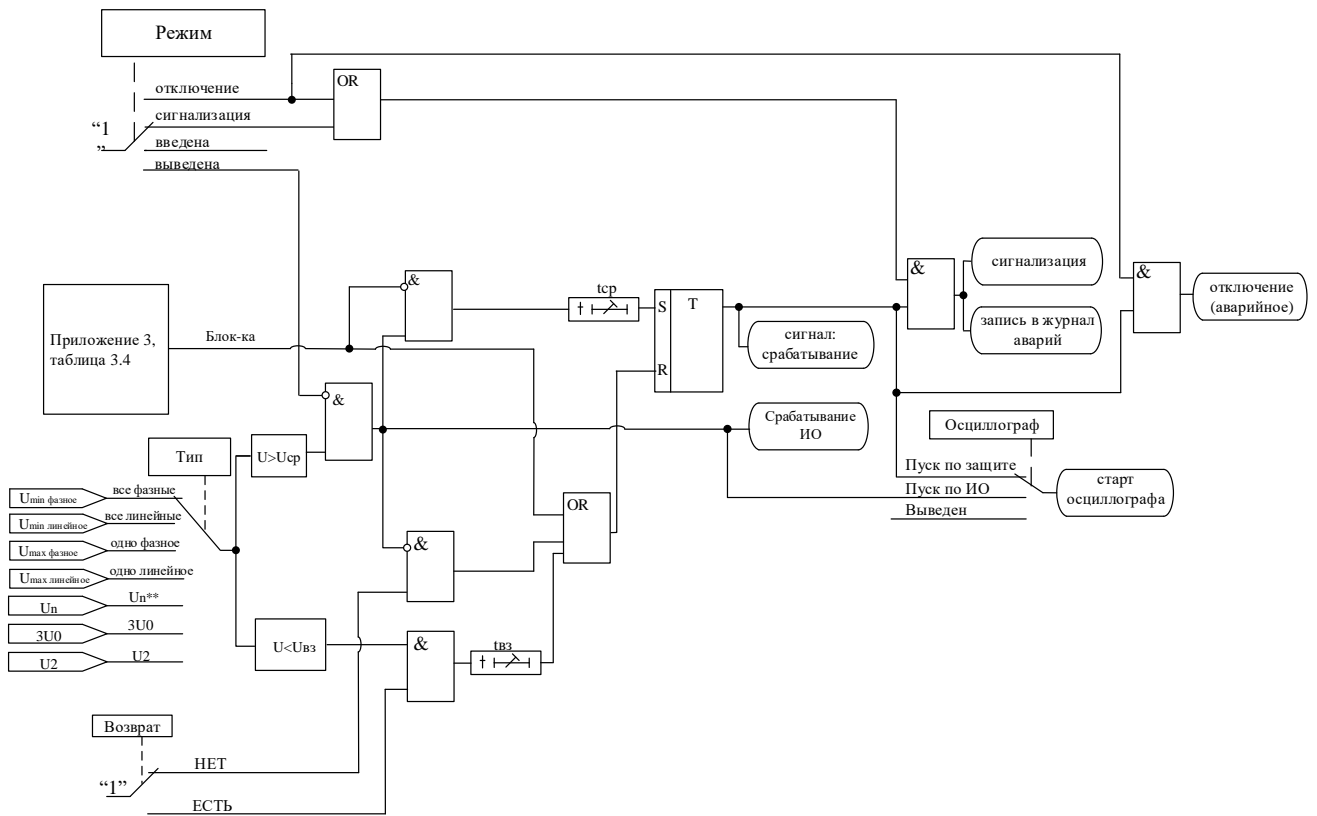 Режим
отключение
OR
сигнализация
“1
”
введена
выведена
&
сигнализация
&
отключение
(аварийное)
запись в журнал
аварий
&
tср
S
T
R
сигнал:
срабатывание
Приложение 3,
таблица 3.4
Блок-ка
&
Срабатывание
ИО
Осциллограф
Пуск по защите
Пуск по ИО
Выведен
старт
осциллографа
Тип
U>Uср
Umin фазное
все фазные
Umin линейное
все линейные
Umax фазное
одно фазное
Umax линейное
одно линейное
Un
Un**
3U0
3U0
U2
U2
OR
&
U<Uвз
&
tвз
Возврат
“1”
НЕТ
ЕСТЬ